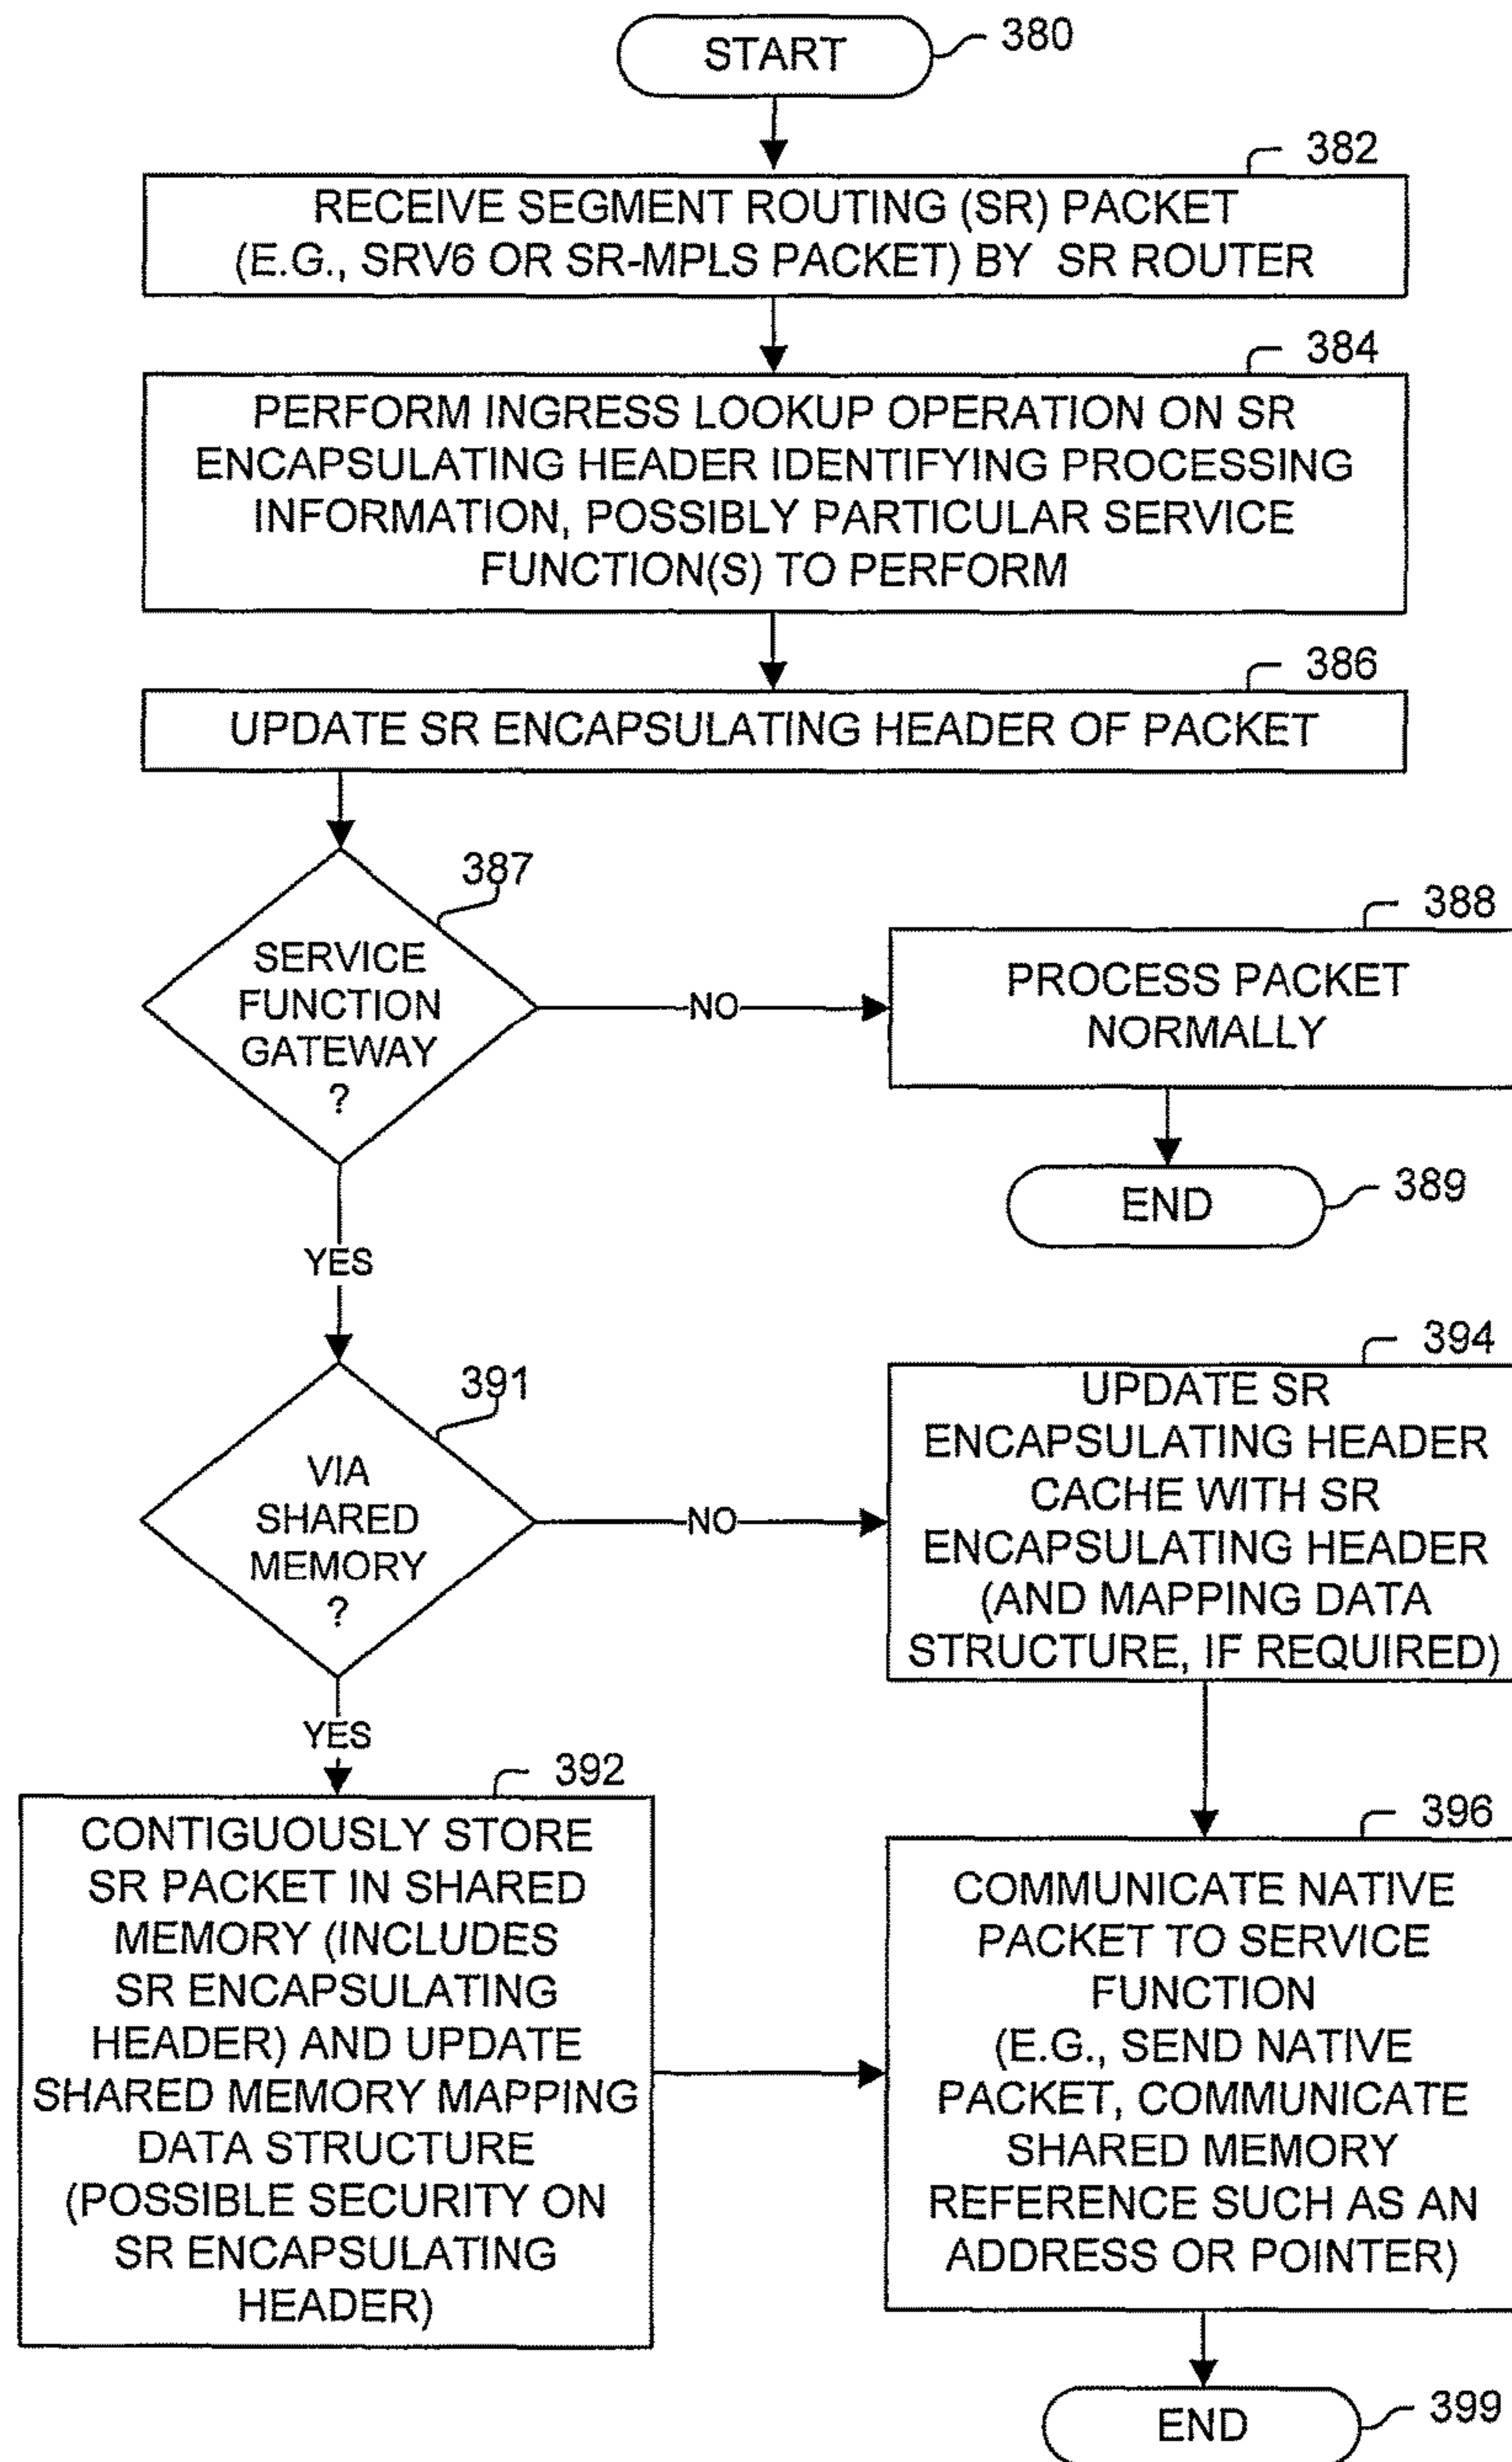 START
380
382
RECEIVE SEGMENT ROUTING (SR) PACKET
(E.G., SRV6 OR SR-MPLS PACKET) BY SR ROUTER
384
PERFORM INGRESS LOOKUP OPERATION ON SR
ENCAPSULATING HEADER IDENTIFYING PROCESSING
INFORMATION, POSSIBLY PARTICULAR SERVICE
FUNCTION(S) TO PERFORM
386
UPDATE SR ENCAPSULATING HEADER OF PACKET
387
SERVICE
FUNCTION
GATEWAY
?
NO
388
PROCESS PACKET
NORMALLY
END
389
YES
391
VIA
SHARED
MEMORY
?
NO
394
UPDATE SR
ENCAPSULATING HEADER
CACHE WITH SR
ENCAPSULATING HEADER
(AND MAPPING DATA
STRUCTURE, IF REQUIRED)
YES
392
CONTIGUOUSLY STORE
SR PACKET IN SHARED
MEMORY (INCLUDES
SR ENCAPSULATING
HEADER) AND UPDATE
SHARED MEMORY MAPPING
DATA STRUCTURE
(POSSIBLE SECURITY ON
SR ENCAPSULATING
HEADER)
396
COMMUNICATE NATIVE
PACKET TO SERVICE
FUNCTION
(E.G., SEND NATIVE
PACKET, COMMUNICATE
SHARED MEMORY
REFERENCE SUCH AS AN
ADDRESS OR POINTER)
END
399